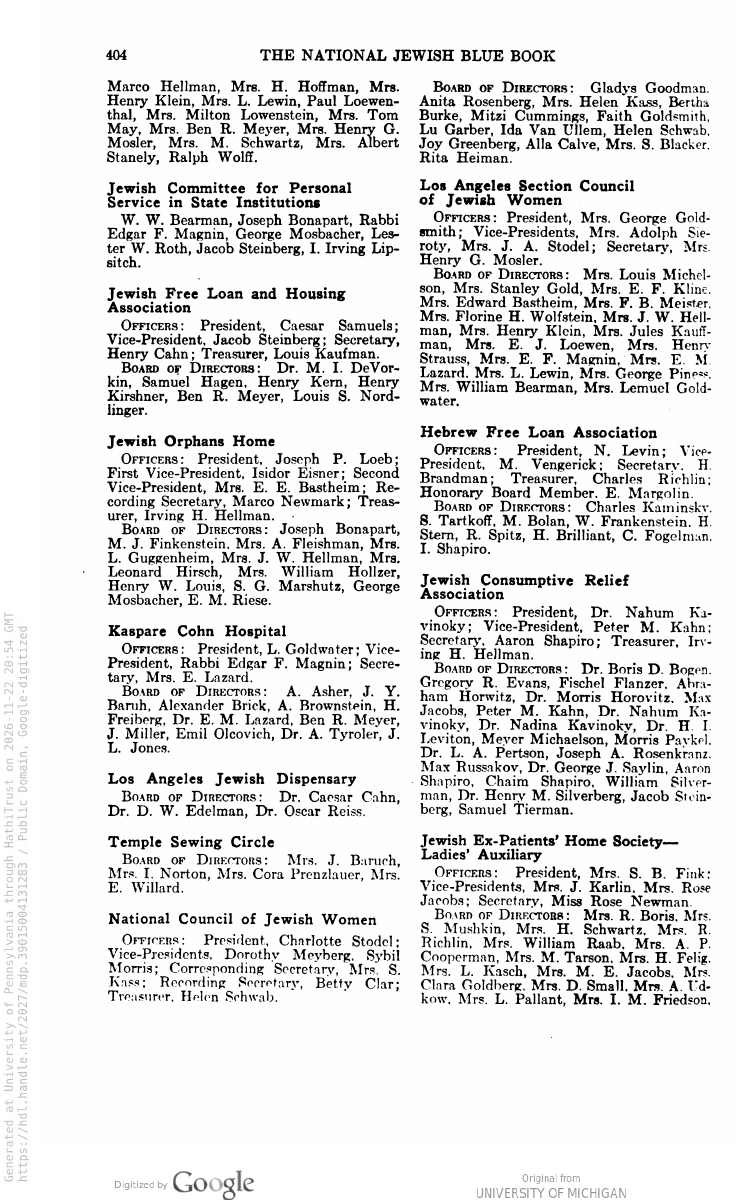 404
THE NATIONAL JEWISH BLUE BOOK
Marco Hellman, Mrs. H. Hoffman, Mrs.
Henry Klein, Mrs. L. Lewin, Paul Loewen-
thal, Mrs. Milton Lowenstein, Mrs. Tom
May, Mrs. Ben R. Meyer, Mrs. Henry G.
Mosler, Mrs. M. Schwartz, Mrs. Albert
Stanely, Ralph Wolff.
Jewish Committee for Personal
Service in State Institutions
W. W. Bearman, Joseph Bonapart, Rabbi
Edgar F. Magnin, George Mosbacher, Les-
ter W. Roth, Jacob Steinberg, I. Irving Lip-
sitch.
Jewish Free Loan and Housing
Association
OFFICERS: President, Caesar Samuels;
Vice-President, Jacob Steinberg; Secretary,
Henry Cahn; Treasurer, Louis Kaufman.
BOARD OF DIRECTORS: Dr. M. I. DeVor-
kin, Samuel Hagen, Henry Kern, Henry
Kirshner, Ben R. Meyer, Louis S. Nord-
linger.
Jewish Orphans Home
OFFICERS: President, Joseph P. Loeb;
First Vice-President, Isidor Eisner; Second
Vice-President, Mrs. E. E. Bastheim; Re-
cording Secretary, Marco Newmark; Treas-
urer, Irving H. Hellman.
BOARD OF DIRECTORS: Joseph Bonapart,
M. J. Finkenstein, Mrs. A. Fleishman, Mrs.
L. Guggenheim, Mrs. J. W. Hellman, Mrs.
Leonard Hirsch, Mrs. William Hollzer,
Henry W. Louis, S. G. Marshutz, George
Mosbacher, E. M. Riese.
Kaspare Cohn Hospital
OFFICERS: President, L. Goldwater; Vice-
President, Rabbi Edgar F. Magnin; Secre-
tary, Mrs. E. Lazard.
BOARD OF DIRECTORS: A. Asher, J. Y.
Baruh, Alexander Brick, A. Brownstein, H.
Freiberg, Dr. E. M. Lazard, Ben R. Meyer,
J. Miller, Emil Olcovich, Dr. A. Tyroler, J.
L. Jones.
Los Angeles Jewish Dispensary
BOARD OF DIRECTORS: Dr. Caesar Cahn,
Dr. D. W. Edelman, Dr. Oscar Reiss.
Temple Sewing Circle
BOARD OF DIRECTORS: Mrs. J. Baruch,
Mrs. I. Norton, Mrs. Cora Prenzlauer, Mrs.
E. Willard.
National Council of Jewish Women
OFFICERS: President, Charlotte Stodel;
Vice-Presidents, Dorothy Meyberg, Sybil
Morris; Corresponding Secretary, Mrs. S.
Kass; Recording Secretary, Betty Clar;
Treasurer, Helen Schwab.
BOARD OF DIRECTORS: Gladys Goodman,
Anita Rosenberg, Mrs. Helen Kass, Bertha
Burke, Mitzi Cummings, Faith Goldsmith,
Lu Garber, Ida Van Ullem, Helen Schwab,
Joy Greenberg, Alla Calve, Mrs. S. Blacker,
Rita Heiman.
Los Angeles Section Council
of Jewish Women
OFFICERS: President, Mrs. George Gold-
smith; Vice-Presidents, Mrs. Adolph Sie-
roty, Mrs. J. A. Stodel; Secretary, Mrs.
Henry G. Mosler.
BOARD OF DIRECTORS: Mrs. Louis Michel-
son, Mrs. Stanley Gold, Mrs. E. F. Kline,
Mrs. Edward Bastheim, Mrs. F. B. Meister,
Mrs. Florine H. Wolfstein, Mrs. J. W. Hell-
man, Mrs. Henry Klein, Mrs. Jules Kauff-
man, Mrs. E. J. Loewen, Mrs. Henry
Strauss, Mrs. E. F. Magnin, Mrs. E. M.
Lazard, Mrs. L. Lewin, Mrs. George Piness,
Mrs. William Bearman, Mrs. Lemuel Gold-
water.
Hebrew Free Loan Association
OFFICERS: President, N. Levin; Vice-
President, M. Vengerick; Secretary, H.
Brandman; Treasurer, Charles Richlin;
Honorary Board Member, E. Margolin.
BOARD OF DIRECTORS: Charles Kaminsky,
S. Tartkoff, M. Bolan, W. Frankenstein, H.
Stern, R. Spitz, H. Brilliant, C. Fogelman,
I. Shapiro.
Jewish Consumptive Relief
Association
OFFICERS: President, Dr. Nahum Ka-
vinoky; Vice-President, Peter M. Kahn;
Secretary, Aaron Shapiro; Treasurer, Irv-
ing H. Hellman.
BOARD OF DIRECTORS: Dr. Boris D. Bogen,
Gregory R. Evans, Fischel Flanzer, Abra-
ham Horwitz, Dr. Morris Horovitz, Max
Jacobs, Peter M. Kahn, Dr. Nahum Ka-
vinoky, Dr. Nadina Kavinoky, Dr. H. I.
Leviton, Meyer Michaelson, Morris Paykel,
Dr. L. A. Pertson, Joseph A. Rosenkranz,
Max Russakov, Dr. George J. Saylin, Aaron
Shapiro, Chaim Shapiro, William Silver-
man, Dr. Henry M. Silverberg, Jacob Stein-
berg, Samuel Tierman.
Jewish Ex-Patients' Home Society—
Ladies' Auxiliary
OFFICERS: President, Mrs. S. B. Fink;
Vice-Presidents, Mrs. J. Karlin, Mrs. Rose
Jacobs; Secretary, Miss Rose Newman.
BOARD OF DIRECTORS: Mrs. R. Boris, Mrs.
S. Mushkin, Mrs. H. Schwartz, Mrs. R.
Richlin, Mrs. William Raab, Mrs. A. P.
Cooperman, Mrs. M. Tarson, Mrs. H. Felig,
Mrs. L. Kasch, Mrs. M. E. Jacobs, Mrs.
Clara Goldberg, Mrs. D. Small, Mrs. A. Ud-
kow, Mrs. L. Pallant, Mrs. I. M. Friedson,
Generated at University of Pennsylvania through HathiTrust on 2026-11-22 20:54 GMT
https://hdl.handle.net/2027/mdp.39015004131283 / Public Domain, Google-digitized
Digitized by Google
Original from
UNIVERSITY OF MICHIGAN